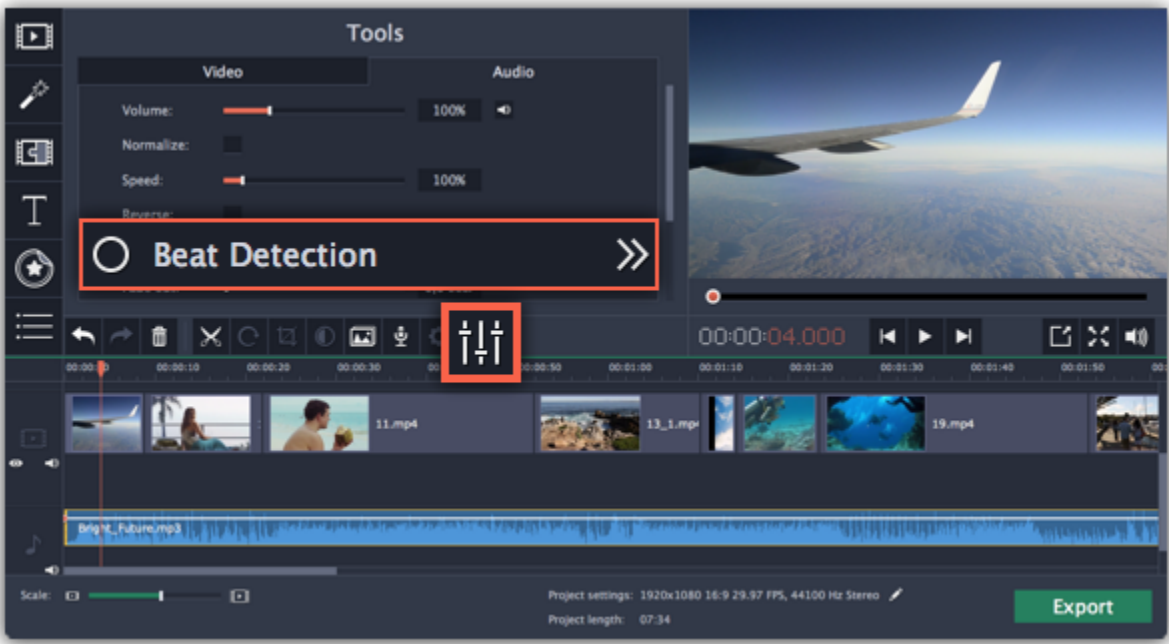 Tools
Video
Audio
Volume:
100%
Normalize:
Speed:
100%
Reverse:
Beat Detection
00:00:04.000
00:00:10
00:00:20
00:00:30
00:00:50
00:01:00
00:01:10
00:01:20
00:01:30
00:01:40
00:01:50
11.mp4
13_1.mp
19.mp4
Bright_Future.mp3
Scale:
Project settings: 1920x1080 16:9 29.97 FPS, 44100 Hz Stereo
Project length: 07:34
Export